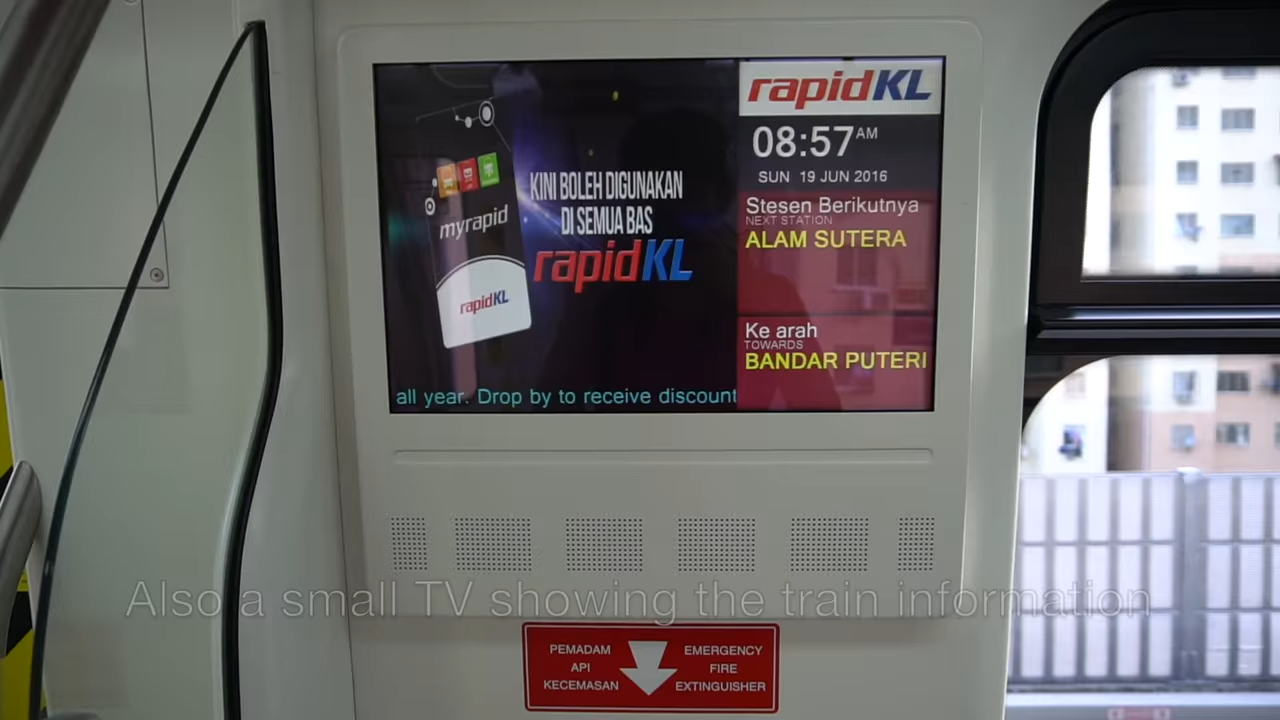 myrapid
rapidKL
KINI BOLEH DIGUNAKAN
DI SEMUA BAS
rapidKL
all year. Drop by to receive discount
rapidKL
08:57AM
SUN 19 JUN 2016
Stesen Berikutnya
NEXT STATION
ALAM SUTERA
Ke arah
TOWARDS
BANDAR PUTERI
Also a small TV showing the train information
PEMADAM
API
KECEMASAN
EMERGENCY
FIRE
EXTINGUISHER